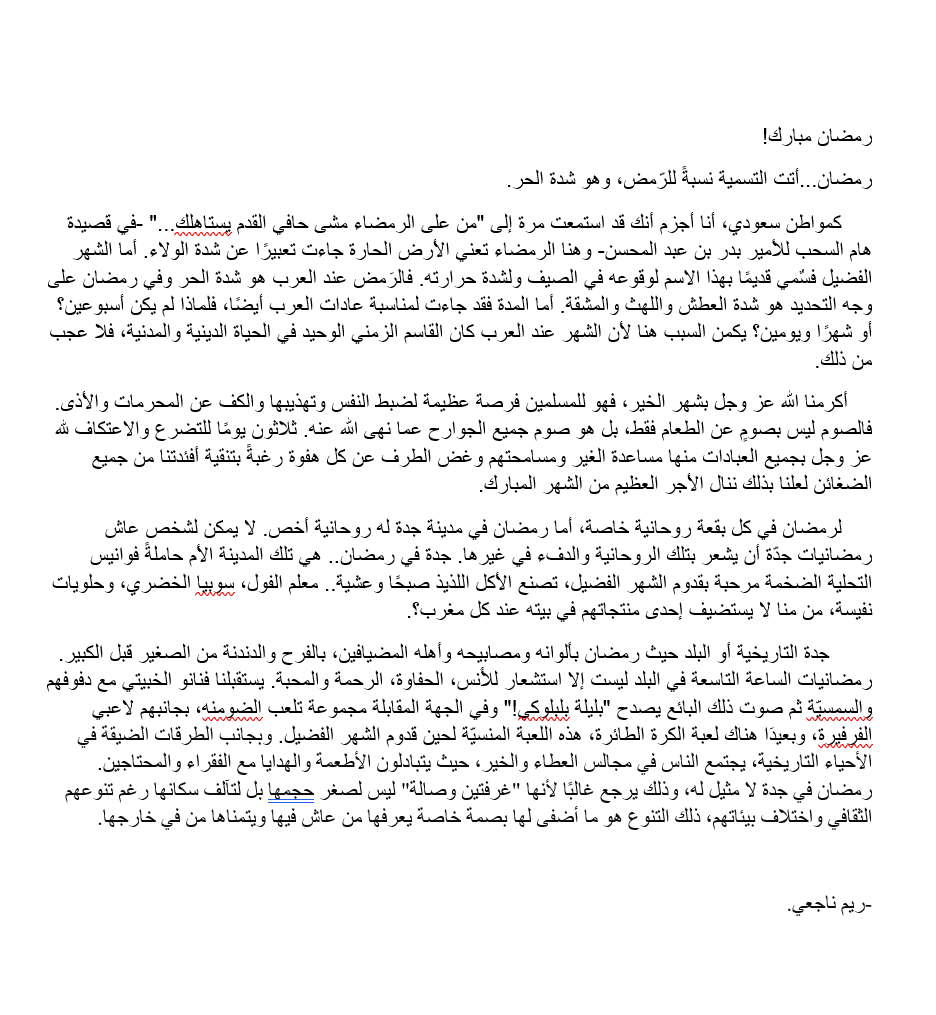 رمضان مبارك!
رمضان...أتت التسمية نسبةً للرّمض، وهو شدة الحر.
كمواطن سعودي، أنا أجزم أنك قد استمعت مرة إلى "من على الرمضاء مشى حافي القدم يستاهلك..." -في قصيدة
هام السحب للأمير بدر بن عبد المحسن- وهنا الرمضاء تعني الأرض الحارة جاءت تعبيرًا عن شدة الولاء. أما الشهر
الفضيل فسٌمي قديمًا بهذا الاسم لوقوعه في الصيف ولشدة حرارته. فالرَمض عند العرب هو شدة الحر وفي رمضان على
وجه التحديد هو شدة العطش واللهث والمشقة. أما المدة فقد جاءت لمناسبة عادات العرب أيضًا، فلماذا لم يكن أسبوعين؟
أو شهرًا ويومين؟ يكمن السبب هنا لأن الشهر عند العرب كان القاسم الزمني الوحيد في الحياة الدينية والمدنية، فلا عجب
من ذلك.
أكرمنا الله عز وجل بشهر الخير، فهو للمسلمين فرصة عظيمة لضبط النفس وتهذيبها والكف عن المحرمات والأذى.
فالصوم ليس بصومٍ عن الطعام فقط، بل هو صوم جميع الجوارح عما نهى الله عنه. ثلاثون يومًا للتضرع والاعتكاف لله
عز وجل بجميع العبادات منها مساعدة الغير ومسامحتهم وغض الطرف عن كل هفوة رغبةً بتنقية أفئدتنا من جميع
الضغائن لعلنا بذلك ننال الأجر العظيم من الشهر المبارك.
لرمضان في كل بقعة روحانية خاصة، أما رمضان في مدينة جدة له روحانية أخص. لا يمكن لشخص عاش
رمضانيات جدّة أن يشعر بتلك الروحانية والدفء في غيرها. جدة في رمضان.. هي تلك المدينة الأم حاملةً فوانيس
التحلية الضخمة مرحبة بقدوم الشهر الفضيل، تصنع الأكل اللذيذ صبحًا وعشية.. معلم الفول، سوبيا الخضري، وحلويات
نفيسة، من منا لا يستضيف إحدى منتجاتهم في بيته عند كل مغرب؟.
جدة التاريخية أو البلد حيث رمضان بألوانه ومصابيحه وأهله المضيافين، بالفرح والدندنة من الصغير قبل الكبير.
رمضانيات الساعة التاسعة في البلد ليست إلا استشعار للأُنس، الحفاوة، الرحمة والمحبة. يستقبلنا فنانو الخبيتي مع دفوفهم
والسمسيّة ثم صوت ذلك البائع يصدح "بليلة بلبلوكي!" وفي الجهة المقابلة مجموعة تلعب الضومنه، بجانبهم لاعبي
الفرفيرة، وبعيدًا هناك لعبة الكرة الطائرة، هذه اللعبة المنسيّة لحين قدوم الشهر الفضيل. وبجانب الطرقات الضيقة في
الأحياء التاريخية، يجتمع الناس في مجالس العطاء والخير، حيث يتبادلون الأطعمة والهدايا مع الفقراء والمحتاجين.
رمضان في جدة لا مثيل له، وذلك يرجع غالبًا لأنها "غرفتين وصالة" ليس لصغر حجمها بل لتآلف سكانها رغم تنوعهم
الثقافي واختلاف بيئاتهم، ذلك التنوع هو ما أضفى لها بصمة خاصة يعرفها من عاش فيها ويتمناها من في خارجها.
-ريم ناجعي.